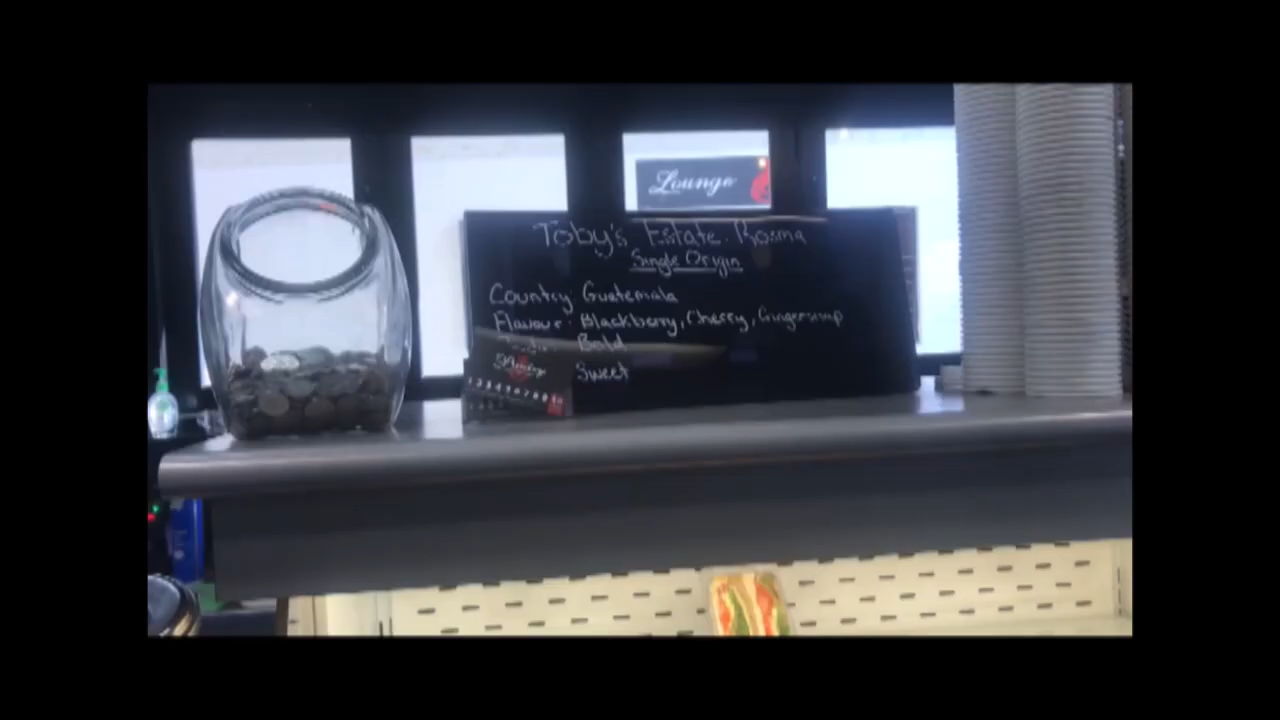 Lounge
Toby's Estate. Rosma
Single Origin
Country: Guatemala
Flavour: Blackberry, Cherry, Gingersnap
Bold
Sweet